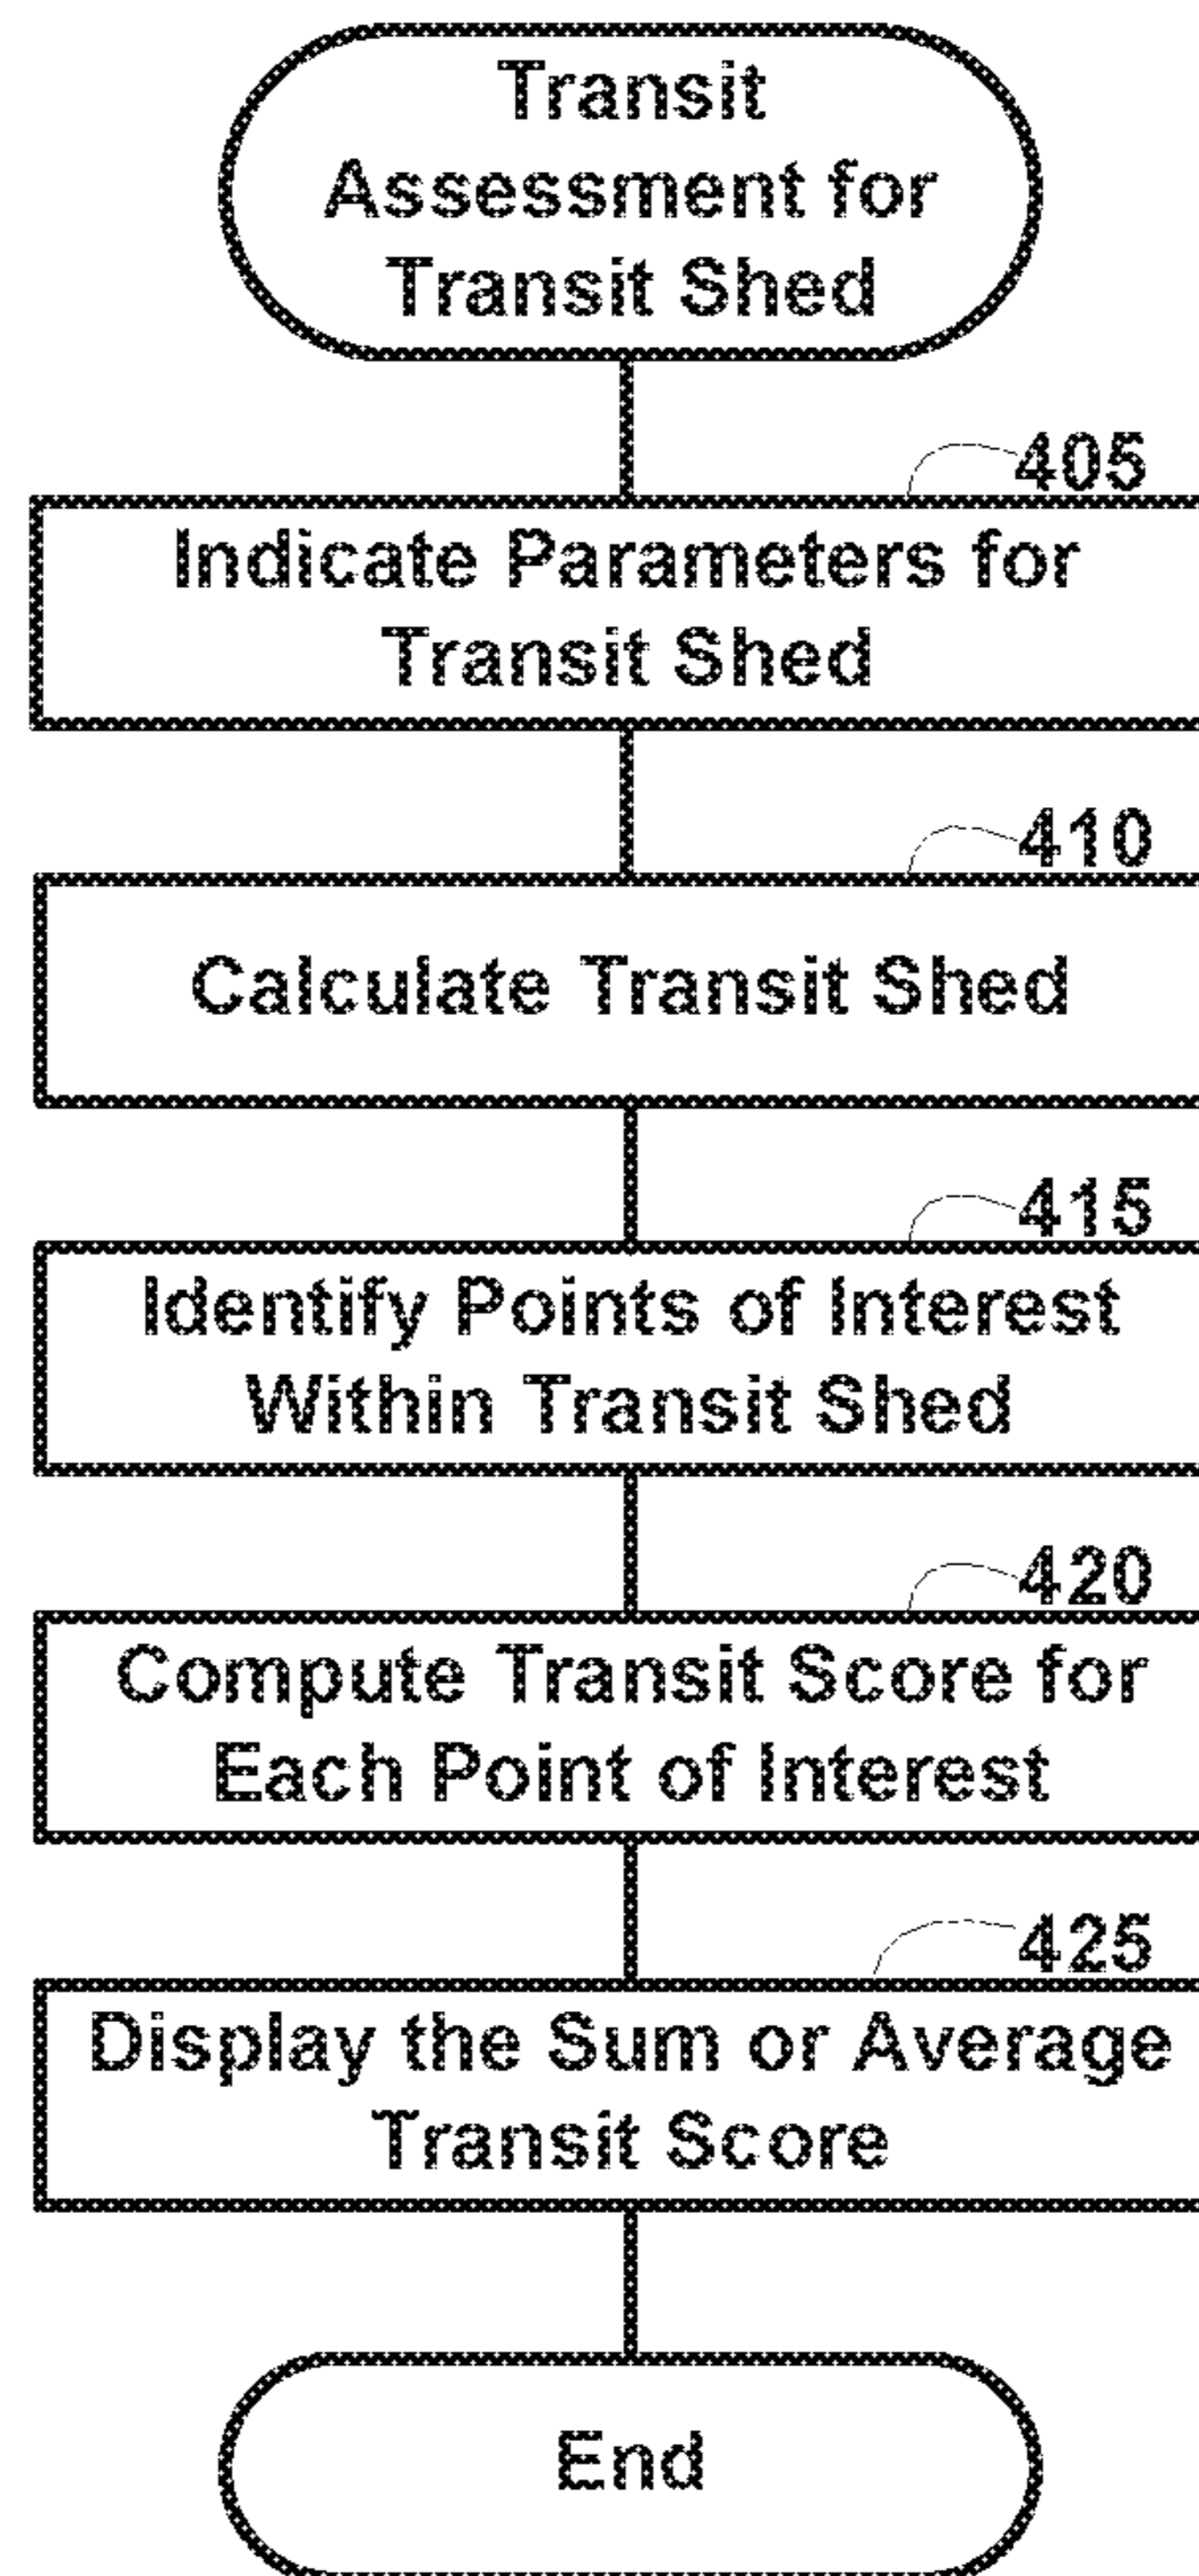 Transit
Assessment for
Transit Shed
405
Indicate Parameters for
Transit Shed
410
Calculate Transit Shed
415
Identify Points of Interest
Within Transit Shed
420
Compute Transit Score for
Each Point of Interest
425
Display the Sum or Average
Transit Score
End